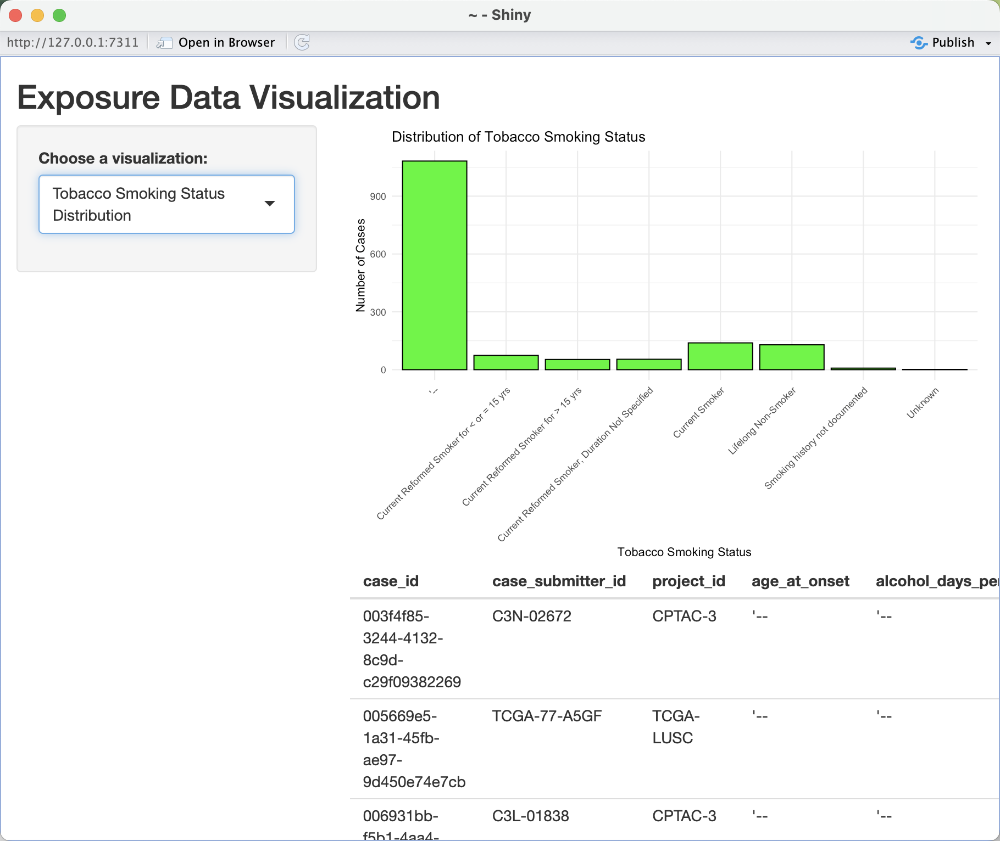 ~ - Shiny
http://127.0.0.1:7311
Open in Browser
Publish
Exposure Data Visualization
Choose a visualization:
Tobacco Smoking Status
Distribution
Distribution of Tobacco Smoking Status
Number of Cases
900
600
300
0
'--
Current Reformed Smoker for < or = 15 yrs
Current Reformed Smoker for > 15 yrs
Current Reformed Smoker, Duration Not Specified
Current Smoker
Lifelong Non-Smoker
Smoking history not documented
Unknown
Tobacco Smoking Status
case_id case_submitter_id project_id age_at_onset alcohol_days_pe
003f4f85- C3N-02672 CPTAC-3 '-- '--
3244-4132-
8c9d-
c29f09382269
005669e5- TCGA-77-A5GF TCGA- '-- '--
1a31-45fb- LUSC
ae97-
9d450e74e7cb
006931bb- C3L-01838 CPTAC-3 '-- '--
f5b1-4aa4-